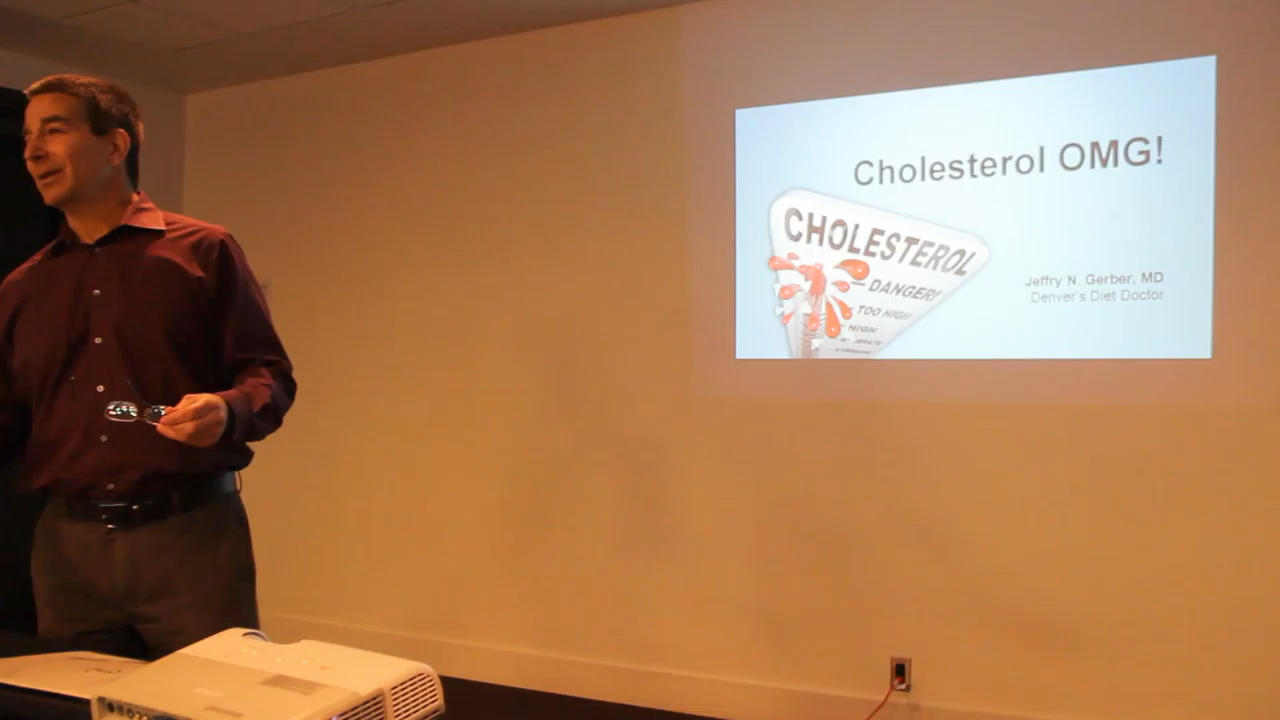 Cholesterol OMG!
CHOLESTEROL
DANGER!
TOO HIGH
HIGH
Jeffry N. Gerber, MD
Denver's Diet Doctor